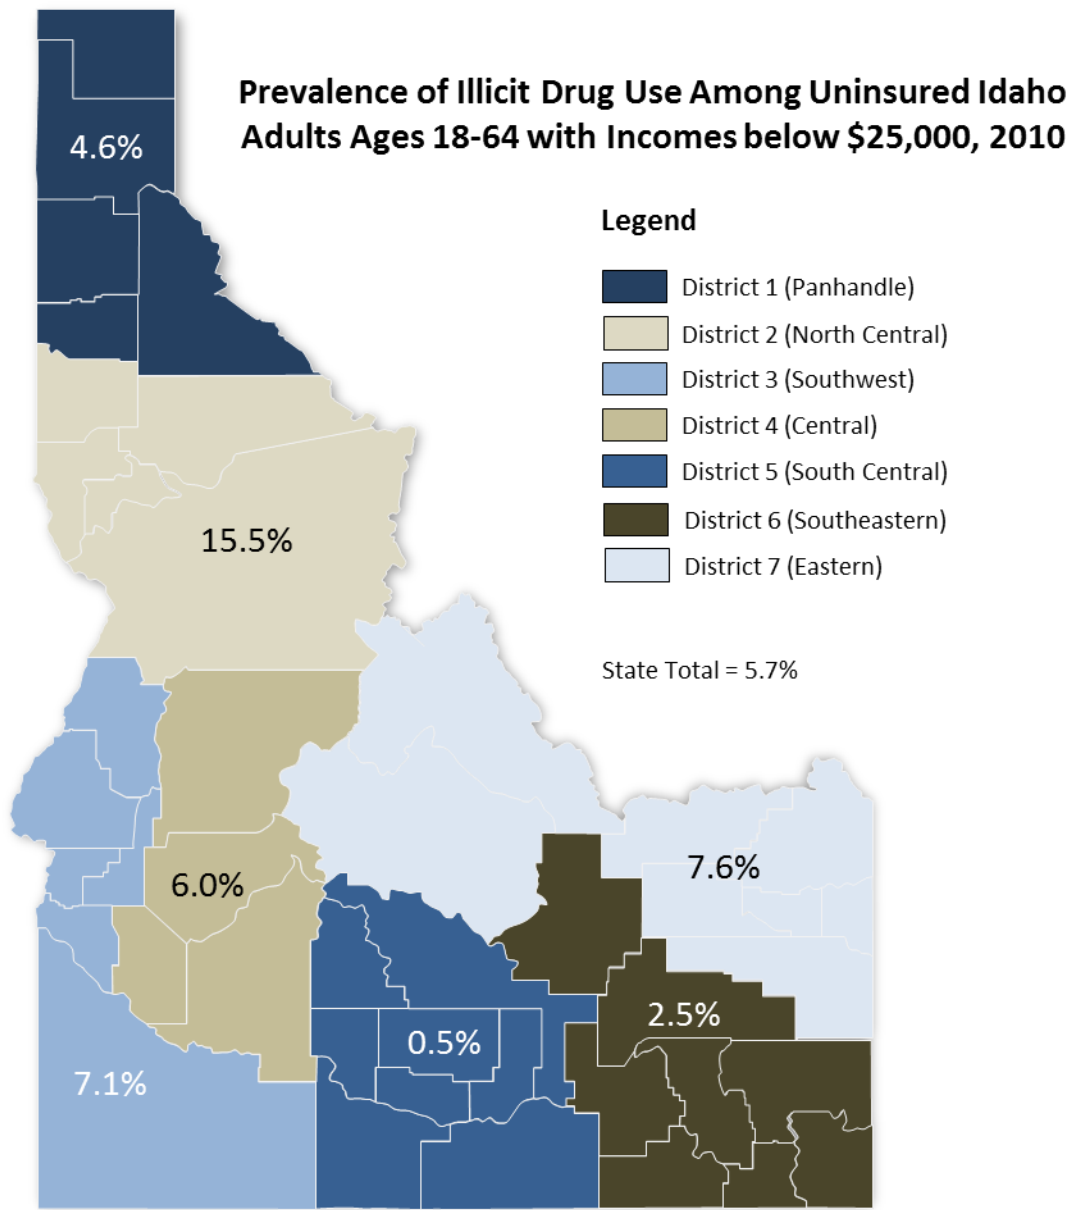 Prevalence of Illicit Drug Use Among Uninsured Idaho
Adults Ages 18-64 with Incomes below $25,000, 2010
4.6%
Legend
District 1 (Panhandle)
District 2 (North Central)
District 3 (Southwest)
District 4 (Central)
District 5 (South Central)
District 6 (Southeastern)
District 7 (Eastern)
15.5%
State Total = 5.7%
7.6%
6.0%
2.5%
0.5%
7.1%